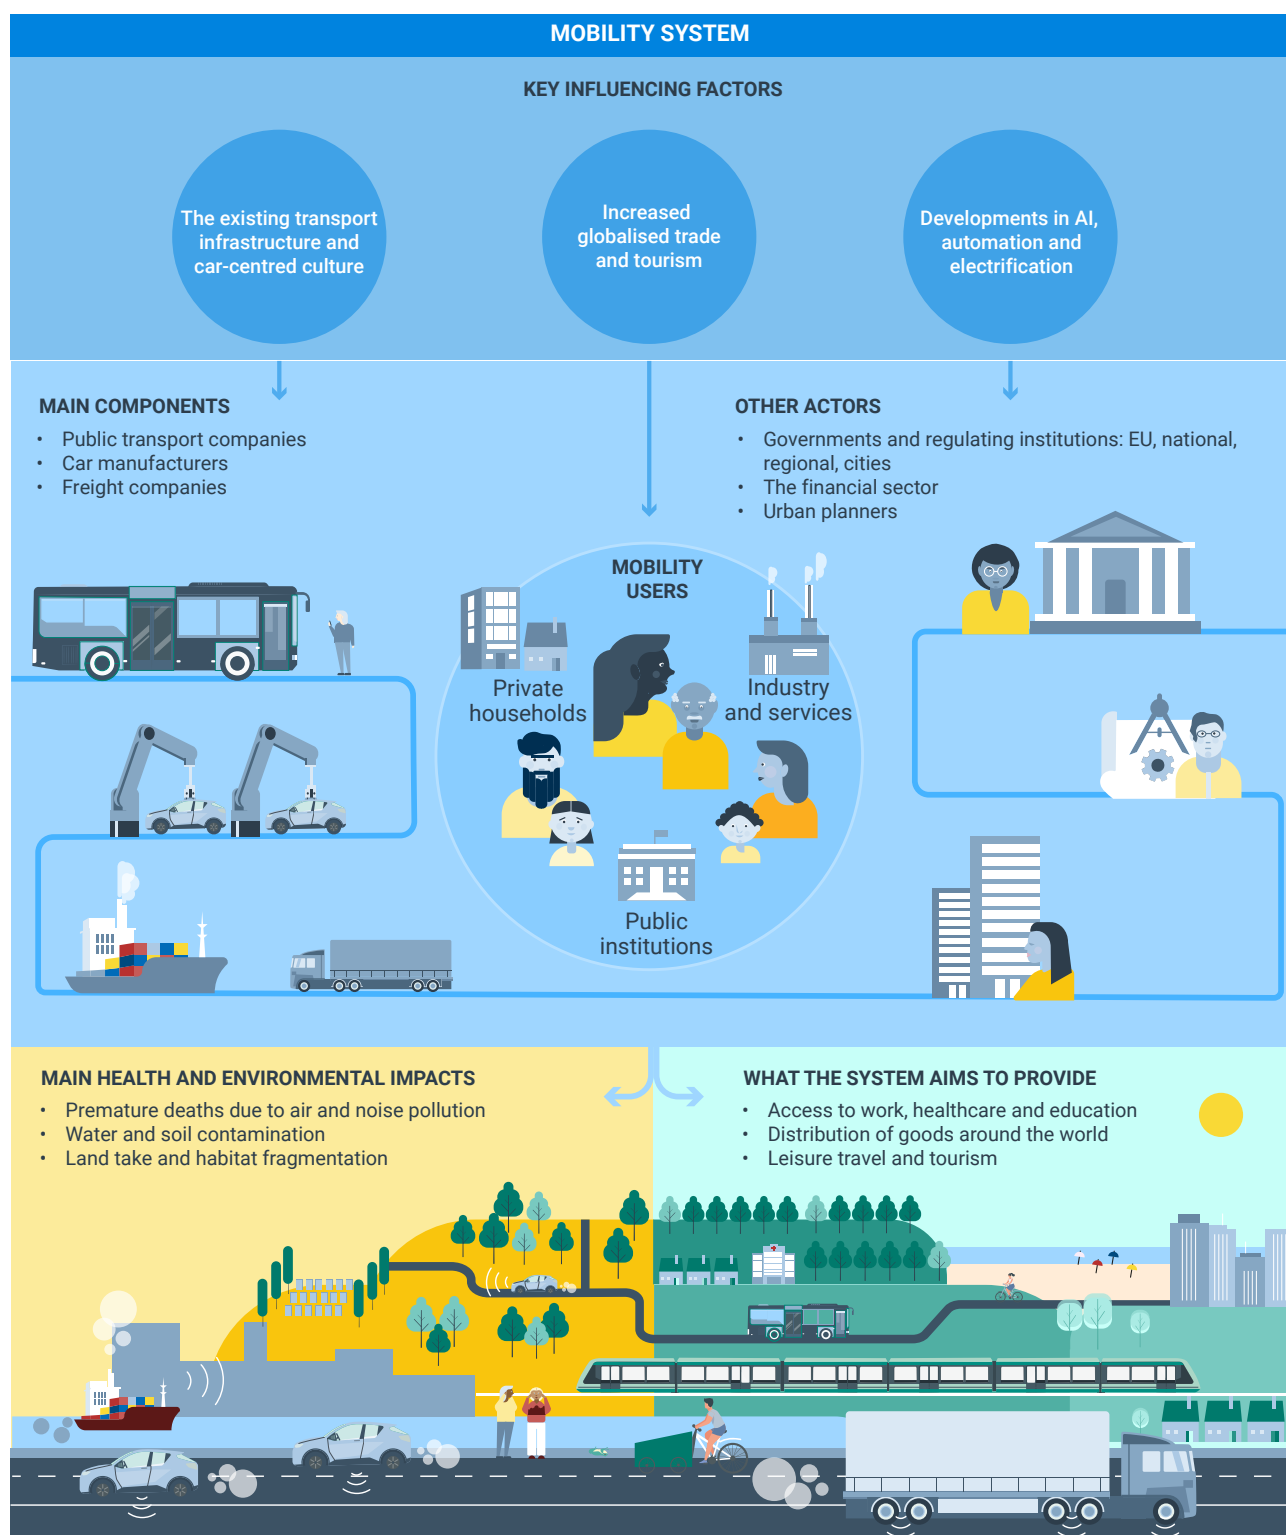 MOBILITY SYSTEM
KEY INFLUENCING FACTORS
The existing transport
infrastructure and
car-centred culture
Increased
globalised trade
and tourism
Developments in AI,
automation and
electrification
MAIN COMPONENTS
• Public transport companies
• Car manufacturers
• Freight companies
OTHER ACTORS
• Governments and regulating institutions: EU, national,
regional, cities
• The financial sector
• Urban planners
MOBILITY
USERS
Private
households
Industry
and services
Public
institutions
MAIN HEALTH AND ENVIRONMENTAL IMPACTS
• Premature deaths due to air and noise pollution
• Water and soil contamination
• Land take and habitat fragmentation
WHAT THE SYSTEM AIMS TO PROVIDE
• Access to work, healthcare and education
• Distribution of goods around the world
• Leisure travel and tourism